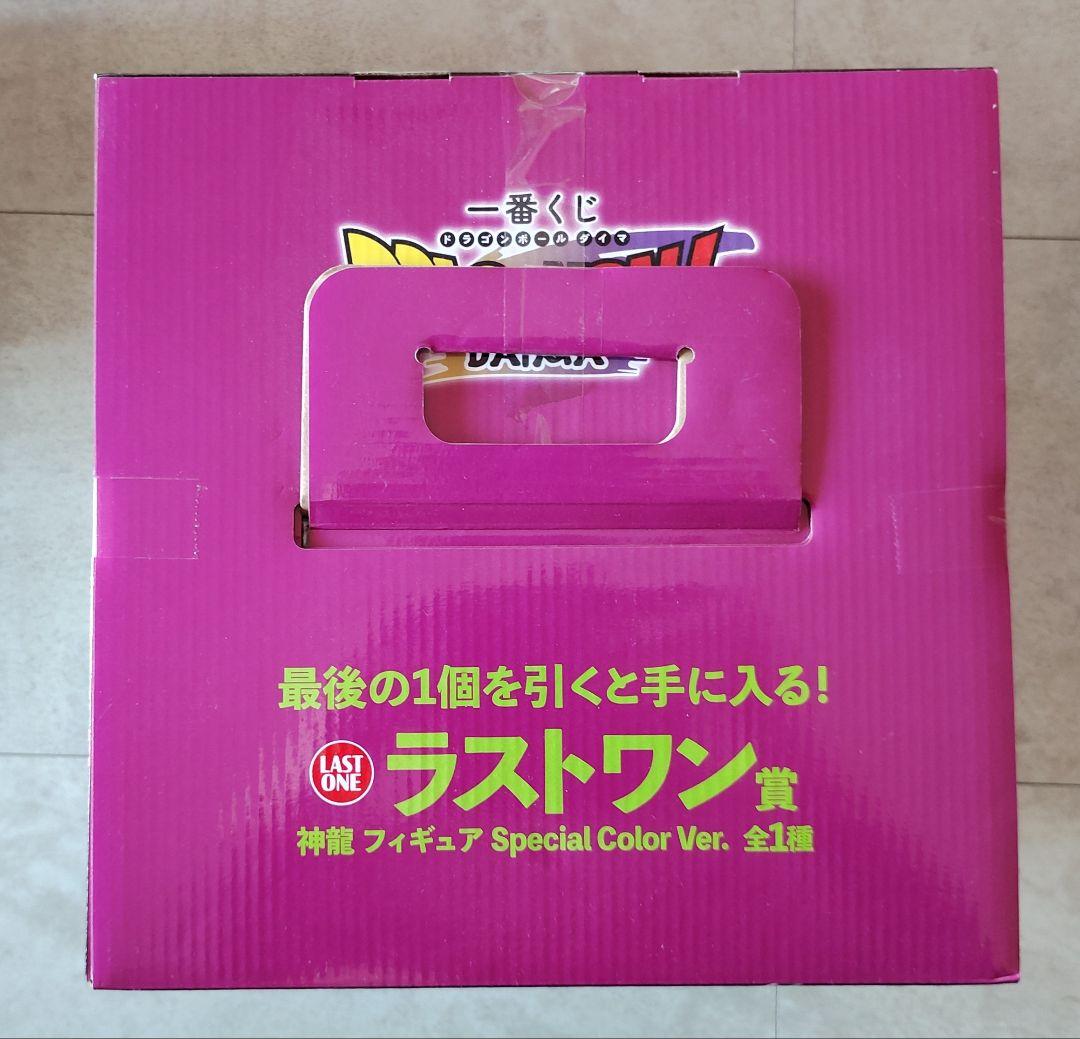 一番くじ
ドラゴンボールダイマ
DAIMA
最後の1個を引くと手に入る!
LAST
ONE
ラストワン賞
神龍 フィギュア Special Color Ver. 全1種